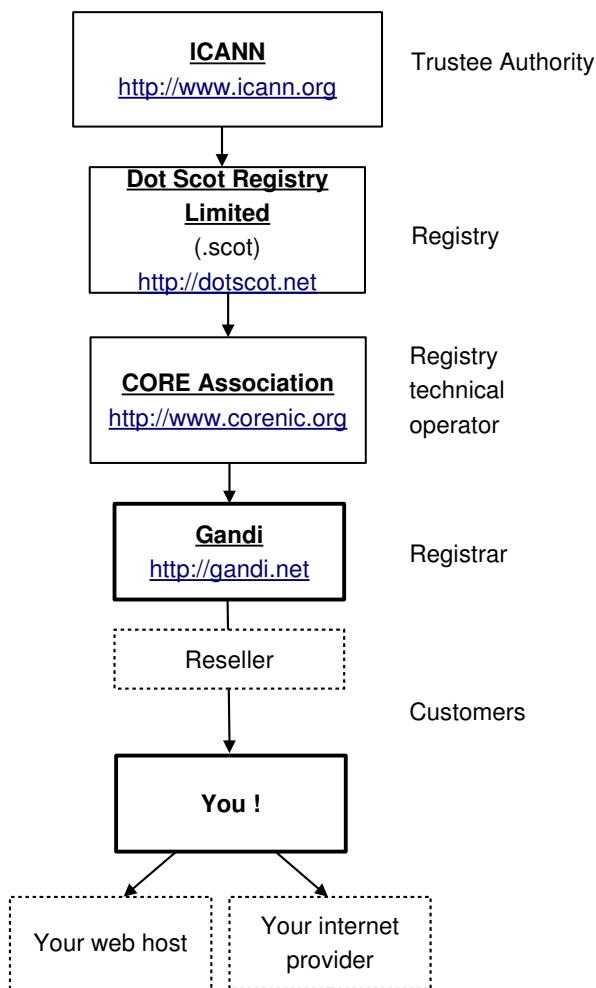 ICANN
http://www.icann.org
Trustee Authority
Dot Scot Registry
Limited
(.scot)
http://dotscot.net
Registry
CORE Association
http://www.corenic.org
Registry
technical
operator
Gandi
http://gandi.net
Registrar
Reseller
Customers
You !
Your web host
Your internet
provider